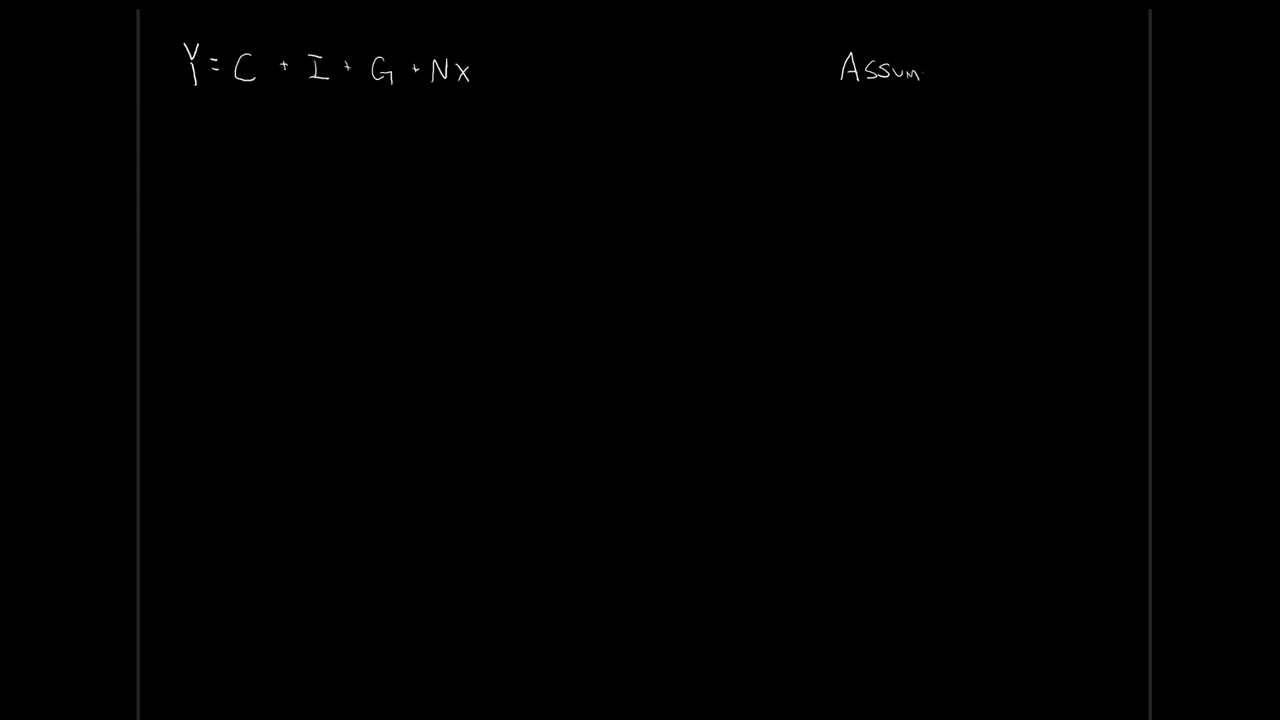 Y = C + I + G + Nx
Assum